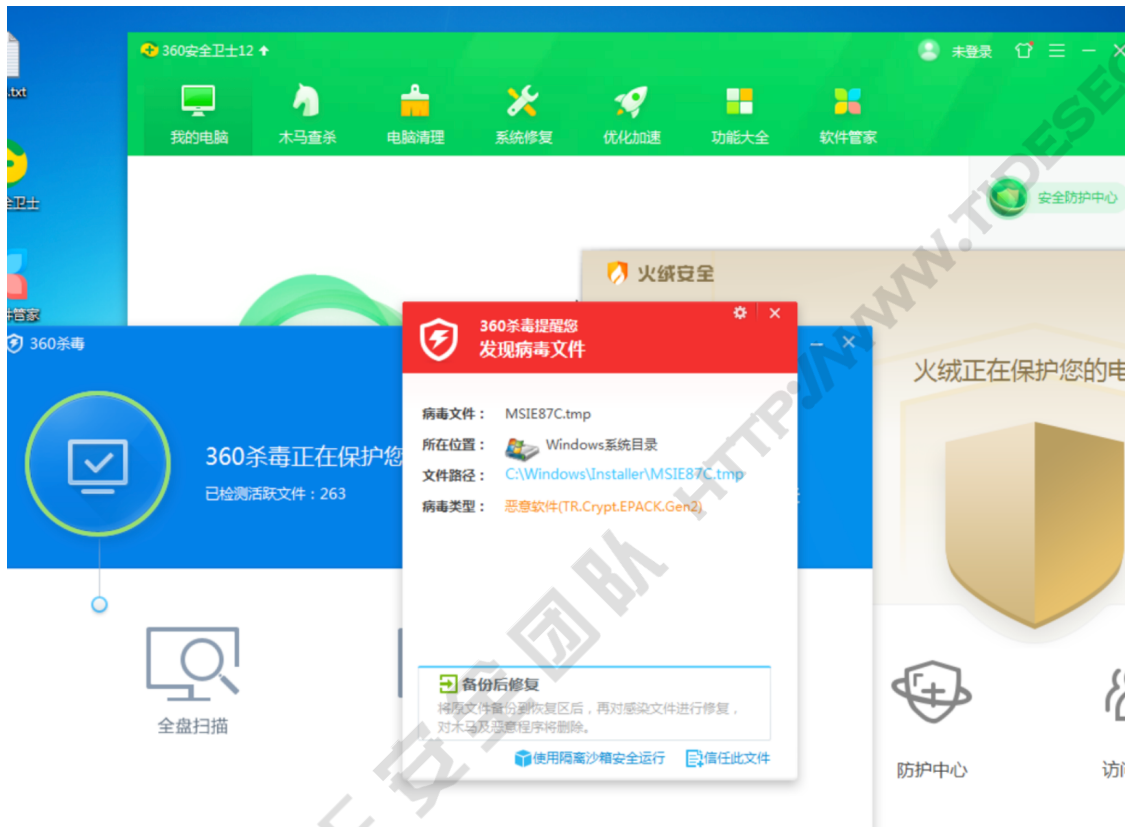 .txt
360安全卫士12
未登录
我的电脑
木马查杀
电脑清理
系统修复
优化加速
功能大全
软件管家
安全防护中心
全卫士
件管家
火绒安全
火绒正在保护您的电
防护中心
访问
360杀毒
360杀毒正在保护您
已检测活跃文件：263
全盘扫描
360杀毒提醒您
发现病毒文件
病毒文件： MSIE87C.tmp
所在位置： Windows系统目录
文件路径： C:\Windows\Installer\MSIE87C.tmp
病毒类型： 恶意软件(TR.Crypt.EPACK.Gen2)
备份后修复
将原文件备份到恢复区后，再对感染文件进行修复，
对木马及恶意程序将删除。
使用隔离沙箱安全运行
信任此文件
安全团队 HTTP://WWW.TIDESEC